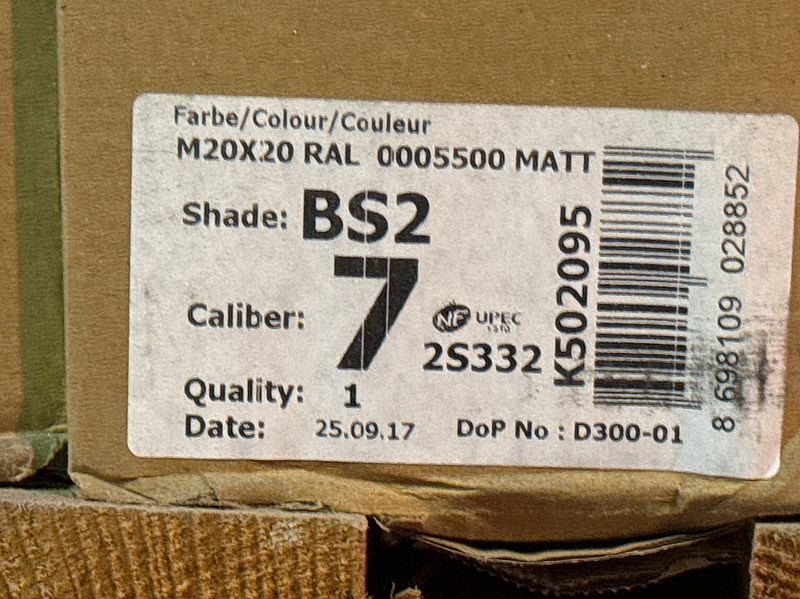 Farbe/Colour/Couleur
M20X20 RAL 0005500 MATT
Shade: BS2
Caliber: 7
NF UPEC
2S332
Quality: 1
Date: 25.09.17 DoP No : D300-01
K502095
8 698109 028852